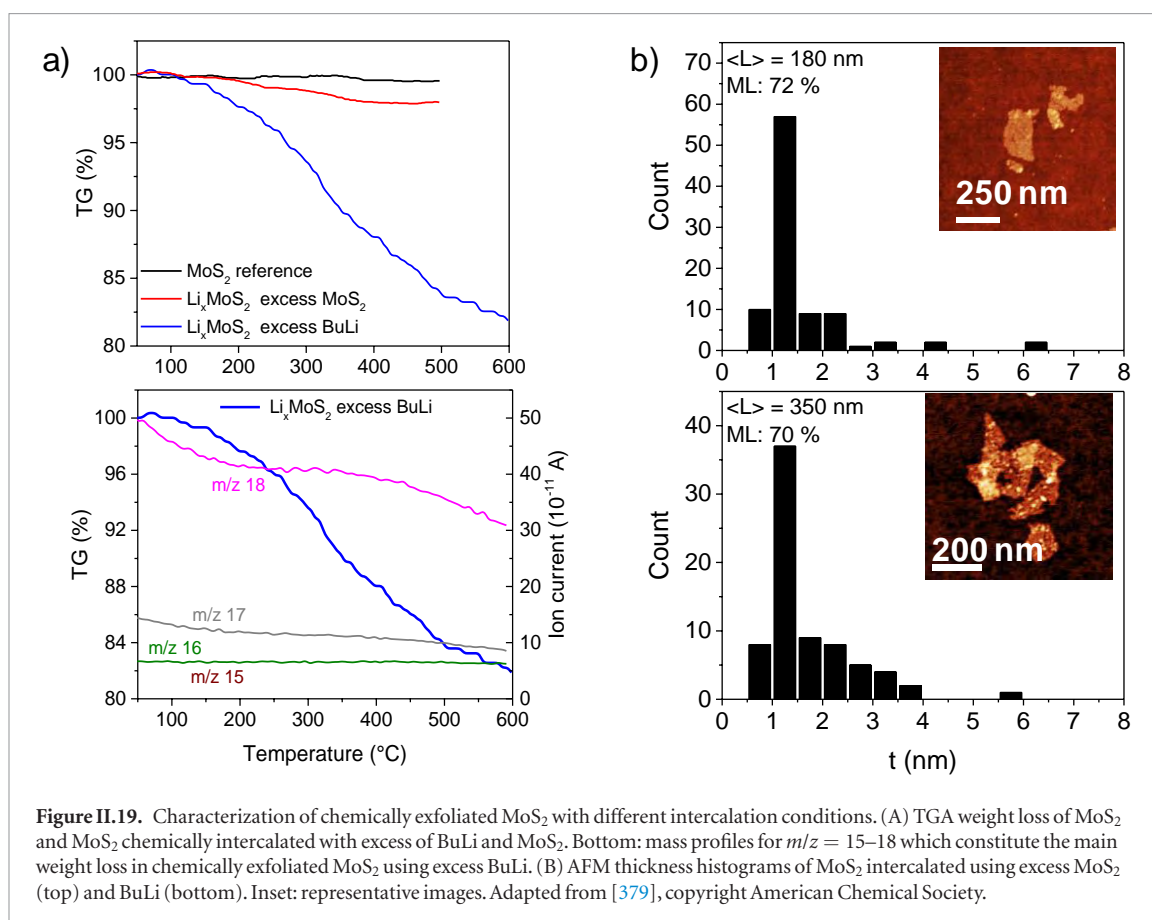 a)
100
95
90
85
80
TG (%)
MoS₂ reference
LiₓMoS₂ excess MoS₂
LiₓMoS₂ excess BuLi
100 200 300 400 500 600
100
96
92
88
84
80
TG (%)
LiₓMoS₂ excess BuLi
m/z 18
m/z 17
m/z 16
m/z 15
50
40
30
20
10
0
Ion current (10⁻¹¹ A)
100 200 300 400 500 600
Temperature (°C)
b)
70
60
50
40
30
20
10
0
Count
<L> = 180 nm
ML: 72 %
250 nm
0 1 2 3 4 5 6 7 8
40
30
20
10
0
Count
<L> = 350 nm
ML: 70 %
200 nm
0 1 2 3 4 5 6 7 8
t (nm)
Figure II.19. Characterization of chemically exfoliated MoS₂ with different intercalation conditions. (A) TGA weight loss of MoS₂
and MoS₂ chemically intercalated with excess of BuLi and MoS₂. Bottom: mass profiles for m/z = 15–18 which constitute the main
weight loss in chemically exfoliated MoS₂ using excess BuLi. (B) AFM thickness histograms of MoS₂ intercalated using excess MoS₂
(top) and BuLi (bottom). Inset: representative images. Adapted from [379], copyright American Chemical Society.